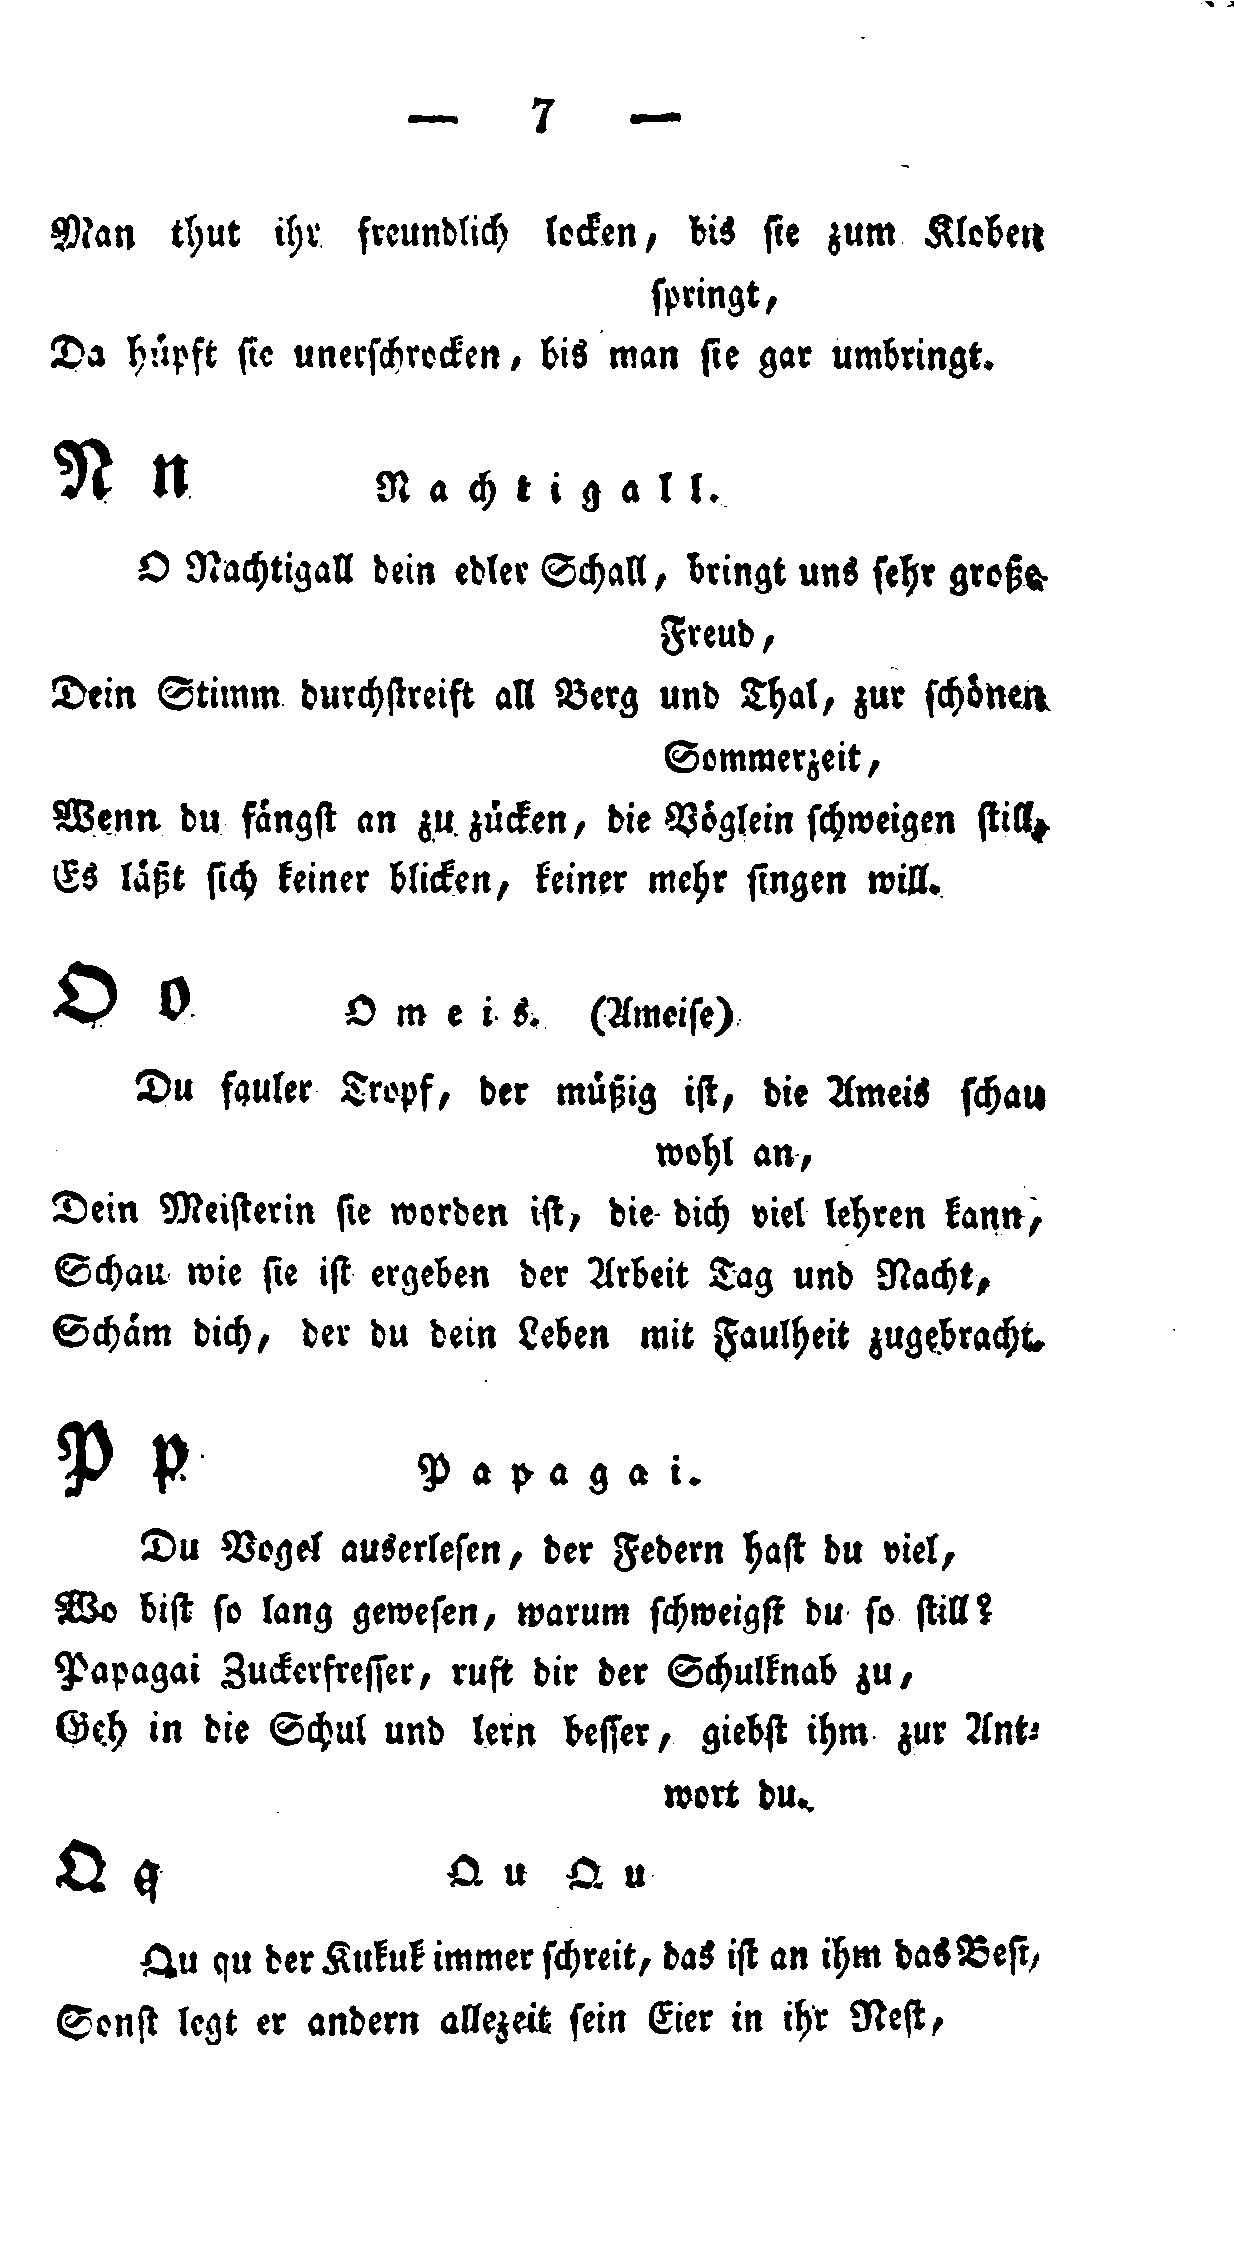 — 7 —
Man thut ihr freundlich locken, bis sie zum Kloben
springt,
Da hüpft sie unerschrocken, bis man sie gar umbringt.
N n
Nachtigall.
O Nachtigall dein edler Schall, bringt uns sehr große
Freud,
Dein Stimm durchstreift all Berg und Thal, zur schönen
Sommerzeit,
Wenn du fängst an zu zücken, die Vöglein schweigen still,
Es läßt sich keiner blicken, keiner mehr singen will.
O o
Omeis. (Ameise)
Du fauler Tropf, der müßig ist, die Ameis schau
wohl an,
Dein Meisterin sie worden ist, die dich viel lehren kann,
Schau wie sie ist ergeben der Arbeit Tag und Nacht,
Schäm dich, der du dein Leben mit Faulheit zugebracht.
P p
Papagai.
Du Vogel auserlesen, der Federn hast du viel,
Wo bist so lang gewesen, warum schweigst du so still?
Papagai Zuckerfresser, ruft dir der Schulknab zu,
Geh in die Schul und lern besser, giebst ihm zur Ant-
wort du.
Q q
Qu Qu
Qu qu der Kukuk immer schreit, das ist an ihm das Best,
Sonst legt er andern allezeit sein Eier in ihr Nest,